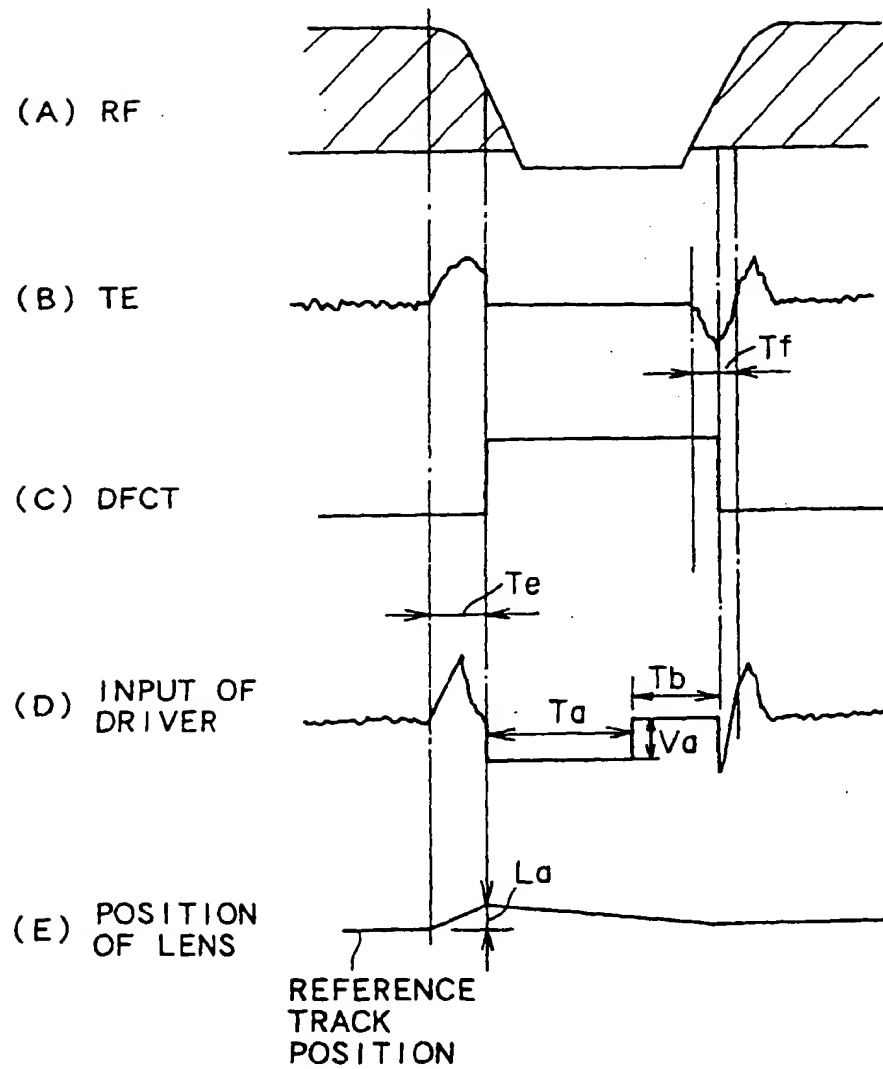 (A) RF
(B) TE
Tf
(C) DFCT
Te
(D) INPUT OF
DRIVER
Ta
Tb
Va
(E) POSITION
OF LENS
La
REFERENCE
TRACK
POSITION